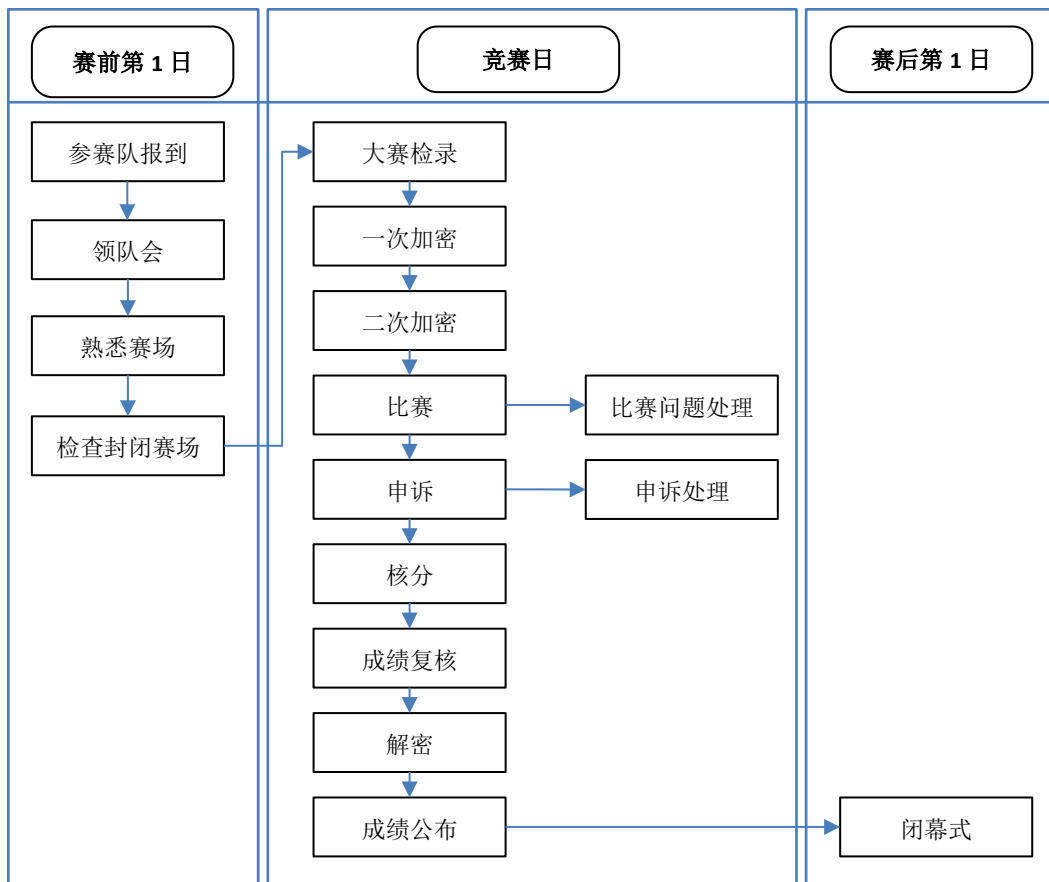 赛前第 1 日
竞赛日
赛后第 1 日
参赛队报到
领队会
熟悉赛场
检查封闭赛场
大赛检录
一次加密
二次加密
比赛
比赛问题处理
申诉
申诉处理
核分
成绩复核
解密
成绩公布
闭幕式